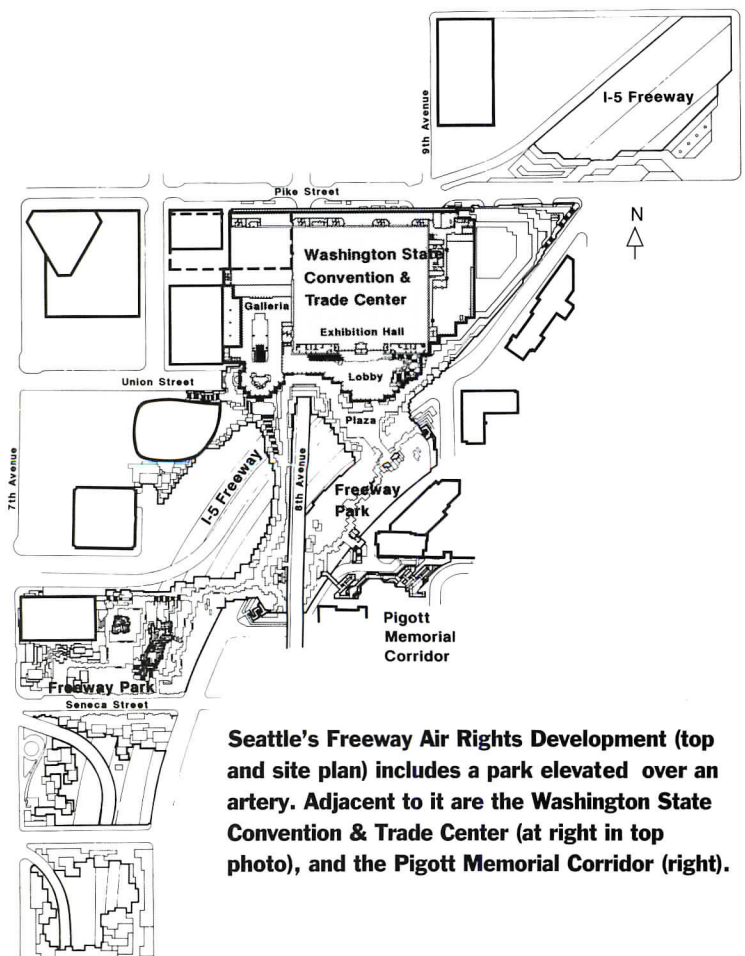 9th Avenue
I-5 Freeway
Pike Street
N
Washington State
Convention &
Trade Center
Galleria
Exhibition Hall
Lobby
Union Street
Plaza
7th Avenue
I-5 Freeway
8th Avenue
Freeway
Park
Pigott
Memorial
Corridor
Freeway Park
Seneca Street
Seattle's Freeway Air Rights Development (top
and site plan) includes a park elevated over an
artery. Adjacent to it are the Washington State
Convention & Trade Center (at right in top
photo), and the Pigott Memorial Corridor (right).